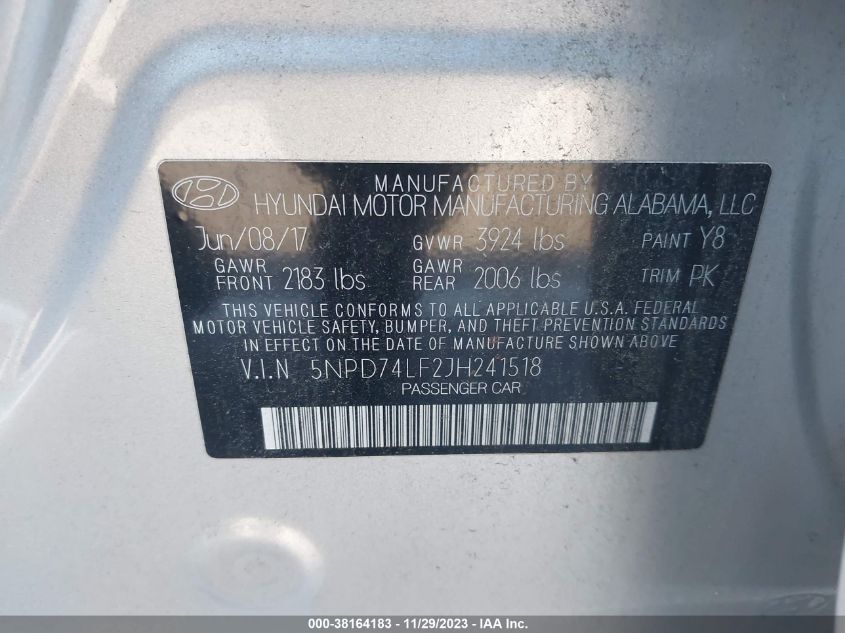 MANUFACTURED BY
HYUNDAI MOTOR MANUFACTURING ALABAMA, LLC
Jun/08/17 GVWR 3924 lbs PAINT Y8
GAWR FRONT 2183 lbs GAWR REAR 2006 lbs TRIM PK
THIS VEHICLE CONFORMS TO ALL APPLICABLE U.S.A. FEDERAL
MOTOR VEHICLE SAFETY, BUMPER, AND THEFT PREVENTION STANDARDS
IN EFFECT ON THE DATE OF MANUFACTURE SHOWN ABOVE.
V.I.N 5NPD74LF2JH241518
PASSENGER CAR
000-38164183 - 11/29/2023 - IAA Inc.